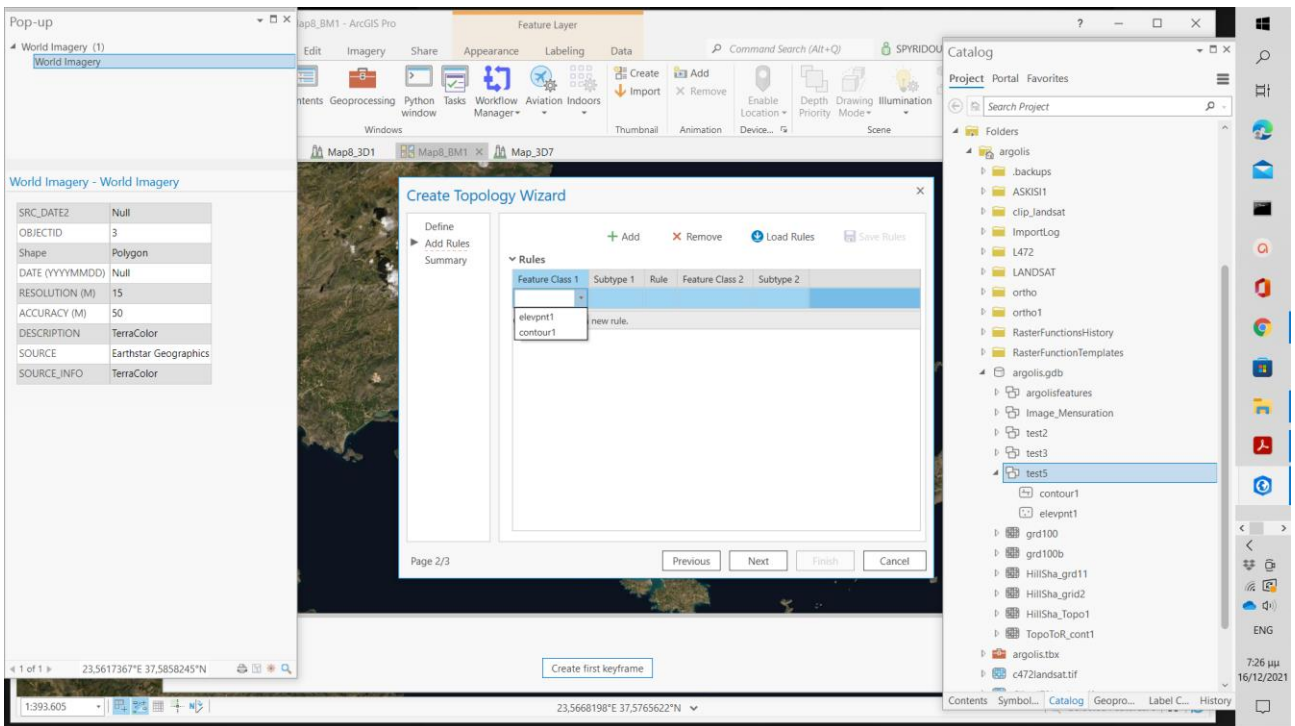 Pop-up
World Imagery (1)
World Imagery
World Imagery - World Imagery
SRC_DATE2 Null
OBJECTID 3
Shape Polygon
DATE (YYYYMMDD) Null
RESOLUTION (M) 15
ACCURACY (M) 50
DESCRIPTION TerraColor
SOURCE Earthstar Geographics
SOURCE_INFO TerraColor
1 of 1 23,5617367°E 37,5858245°N
1:393.605
Map8_BM1 - ArcGIS Pro
Feature Layer
?
Edit Imagery Share Appearance Labeling Data
Command Search (Alt+Q)
SPYRIDOU
Geoprocessing Python window Tasks Workflow Manager Aviation Indoors
Windows
Create
Import
Thumbnail
Add
Remove
Animation
Enable Location
Device...
Depth Priority Drawing Mode Illumination
Scene
Map8_3D1 Map8_BM1 Map_3D7
Create Topology Wizard
Define
Add Rules
Summary
Add Remove Load Rules Save Rules
Rules
Feature Class 1 Subtype 1 Rule Feature Class 2 Subtype 2
elevpnt1
contour1
new rule.
Page 2/3
Previous Next Finish Cancel
Create first keyframe
23,5668198°E 37,5765622°N
Catalog
Project Portal Favorites
Search Project
Folders
argolis
.backups
ASKISI1
clip_landsat
ImportLog
L472
LANDSAT
ortho
ortho1
RasterFunctionsHistory
RasterFunctionTemplates
argolis.gdb
argolisfeatures
Image_Mensuration
test2
test3
test5
contour1
elevpnt1
grd100
grd100b
HillSha_grd11
HillSha_grid2
HillSha_Topo1
TopoToR_cont1
argolis.tbx
c472landsat.tif
Contents Symbol... Catalog Geopro... Label C... History
ENG
7:26 μμ
16/12/2021